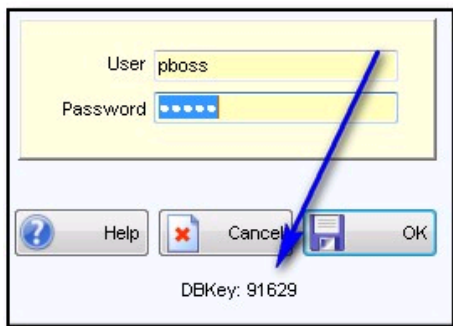 User pboss
Password •••••
Help Cancel OK
DBKey: 91629